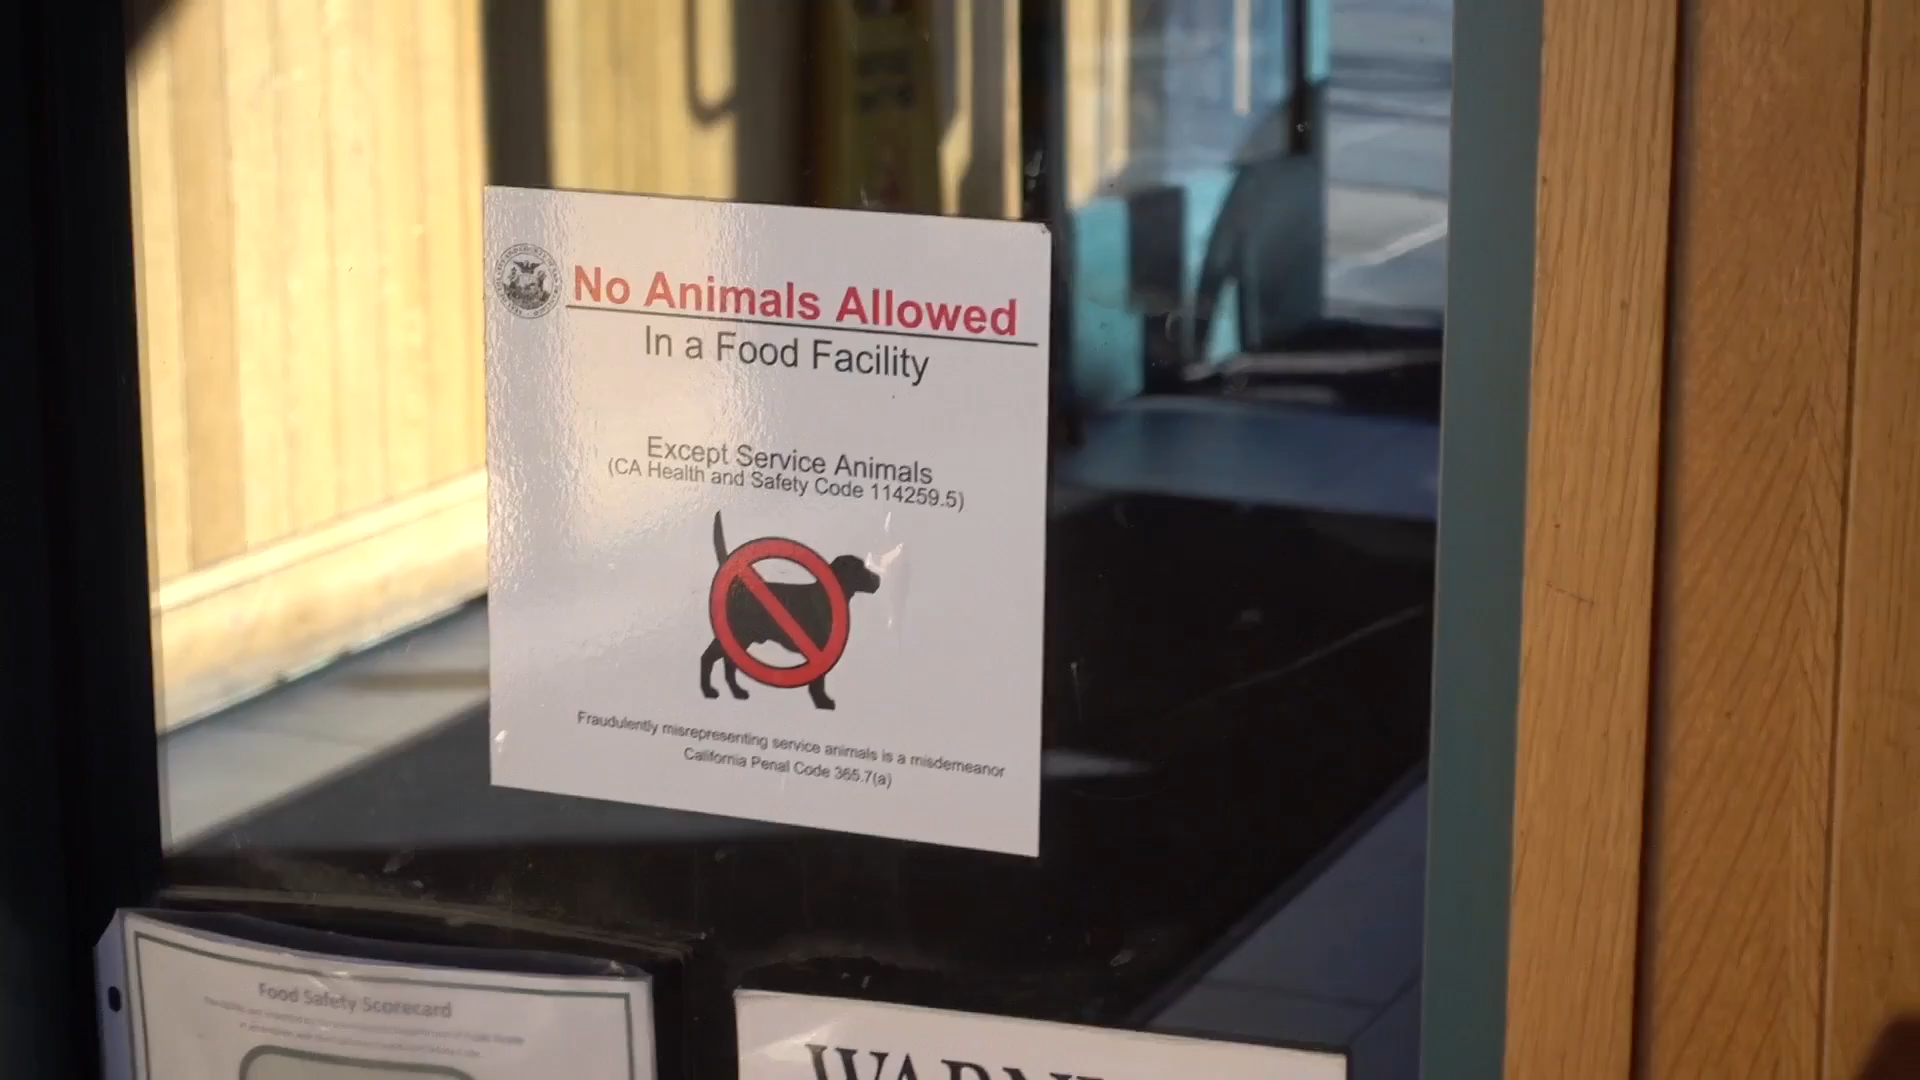 No Animals Allowed
In a Food Facility
Except Service Animals
(CA Health and Safety Code 114259.5)
Fraudulently misrepresenting service animals is a misdemeanor
California Penal Code 365.7(a)
Food Safety Scorecard